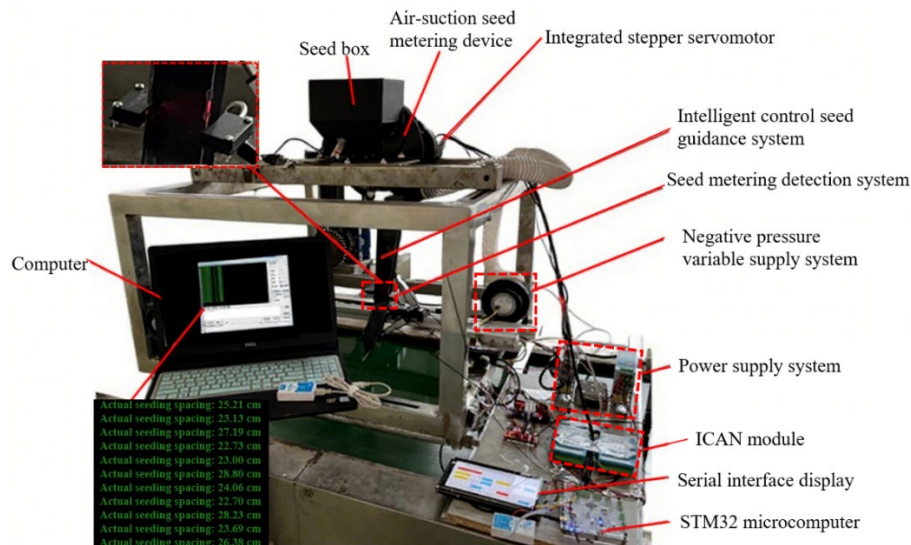 Air-suction seed
metering device
Seed box
Integrated stepper servomotor
Intelligent control seed
guidance system
Seed metering detection system
Negative pressure
variable supply system
Computer
Power supply system
ICAN module
Serial interface display
STM32 microcomputer
DELL
Actual seeding spacing: 25.21 cm
Actual seeding spacing: 23.13 cm
Actual seeding spacing: 27.19 cm
Actual seeding spacing: 22.73 cm
Actual seeding spacing: 23.00 cm
Actual seeding spacing: 28.80 cm
Actual seeding spacing: 24.06 cm
Actual seeding spacing: 22.70 cm
Actual seeding spacing: 28.23 cm
Actual seeding spacing: 23.69 cm
Actual seeding spacing: 26.38 cm